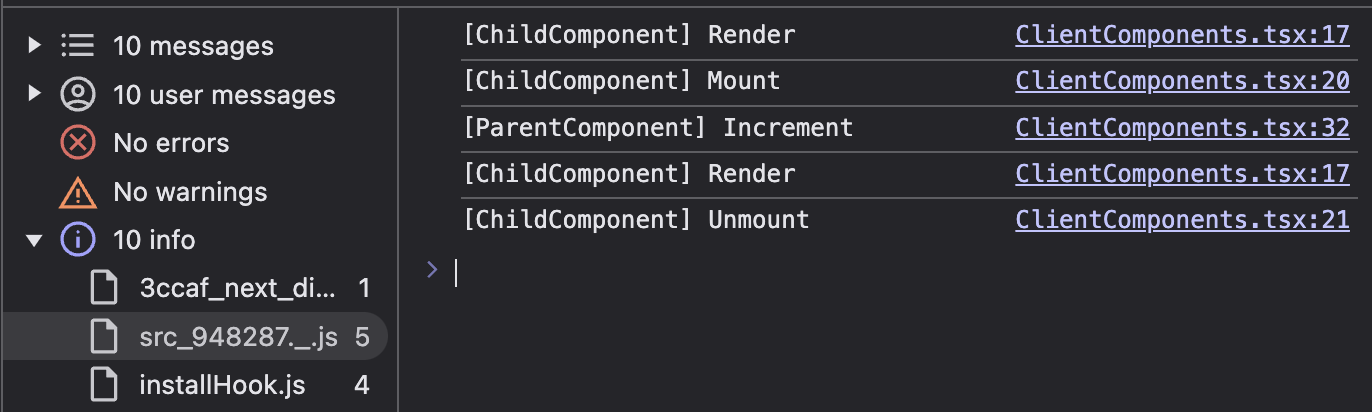 10 messages
10 user messages
No errors
No warnings
10 info
3ccaf_next_di... 1
src_948287._.js 5
installHook.js 4
[ChildComponent] Render ClientComponents.tsx:17
[ChildComponent] Mount ClientComponents.tsx:20
[ParentComponent] Increment ClientComponents.tsx:32
[ChildComponent] Render ClientComponents.tsx:17
[ChildComponent] Unmount ClientComponents.tsx:21